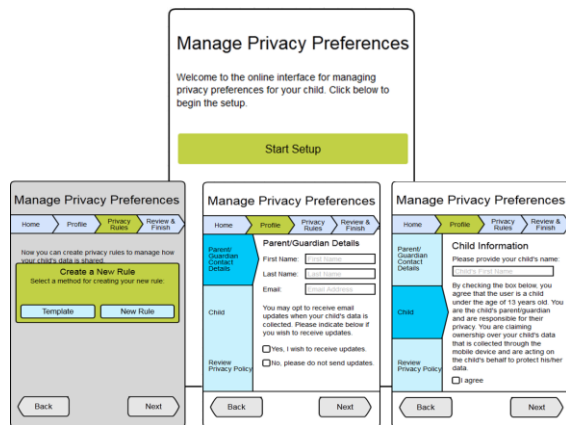 Manage Privacy Preferences
Welcome to the online interface for managing
privacy preferences for your child. Click below to
begin the setup.
Start Setup
Manage Privacy Preferences
Home
Profile
Privacy
Rules
Review &
Finish
Now you can create privacy rules to manage how
your child's data is shared.
Create a New Rule
Select a method for creating your new rule:
Template
New Rule
Back
Next
Manage Privacy Preferences
Home
Profile
Privacy
Rules
Review &
Finish
Parent/
Guardian
Contact
Details
Child
Review
Privacy Policy
Parent/Guardian Details
First Name:
First Name
Last Name:
Last Name
Email:
Email Address
You may opt to receive email
updates when your child's data is
collected. Please indicate below if
you wish to receive updates.
Yes, I wish to receive updates.
No, please do not send updates.
Back
Next
Manage Privacy Preferences
Home
Profile
Privacy
Rules
Review &
Finish
Parent/
Guardian
Contact
Details
Child
Review
Privacy Policy
Child Information
Please provide your child's name:
Child's First Name
By checking the box below, you
agree that the user is a child
under the age of 13 years old. You
are the child's parent/guardian
and are responsible for their
privacy. You are claiming
ownership over your child's data
that is collected through the
mobile device and are acting on
the child's behalf to protect his/her
data.
I agree
Back
Next